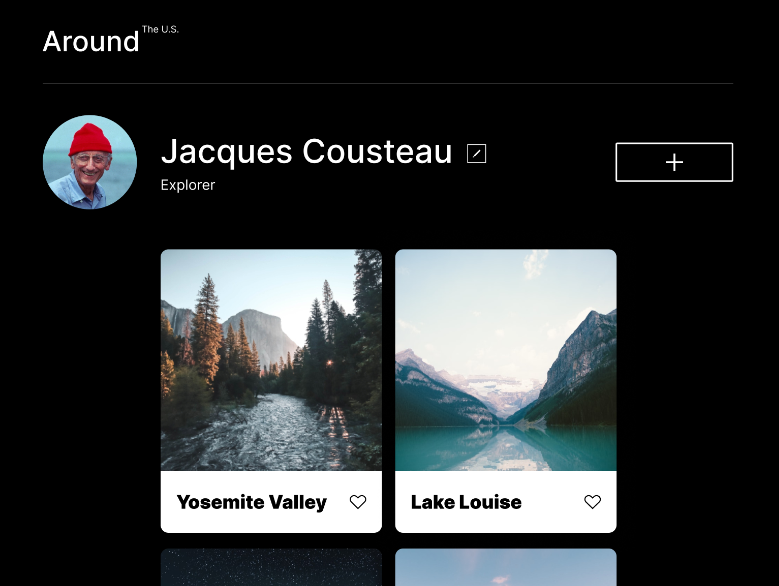 Around The U.S.
Jacques Cousteau
Explorer
Yosemite Valley
Lake Louise